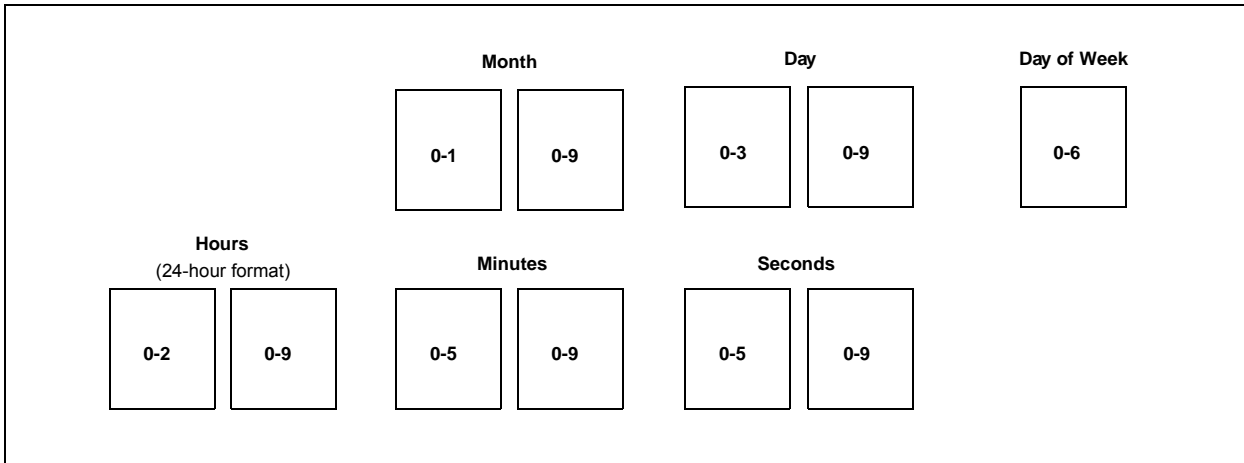 Month Day Day of Week
0-1 0-9 0-3 0-9 0-6
Hours
(24-hour format) Minutes Seconds
0-2 0-9 0-5 0-9 0-5 0-9